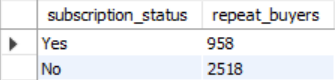 subscription_status repeat_buyers
Yes 958
No 2518